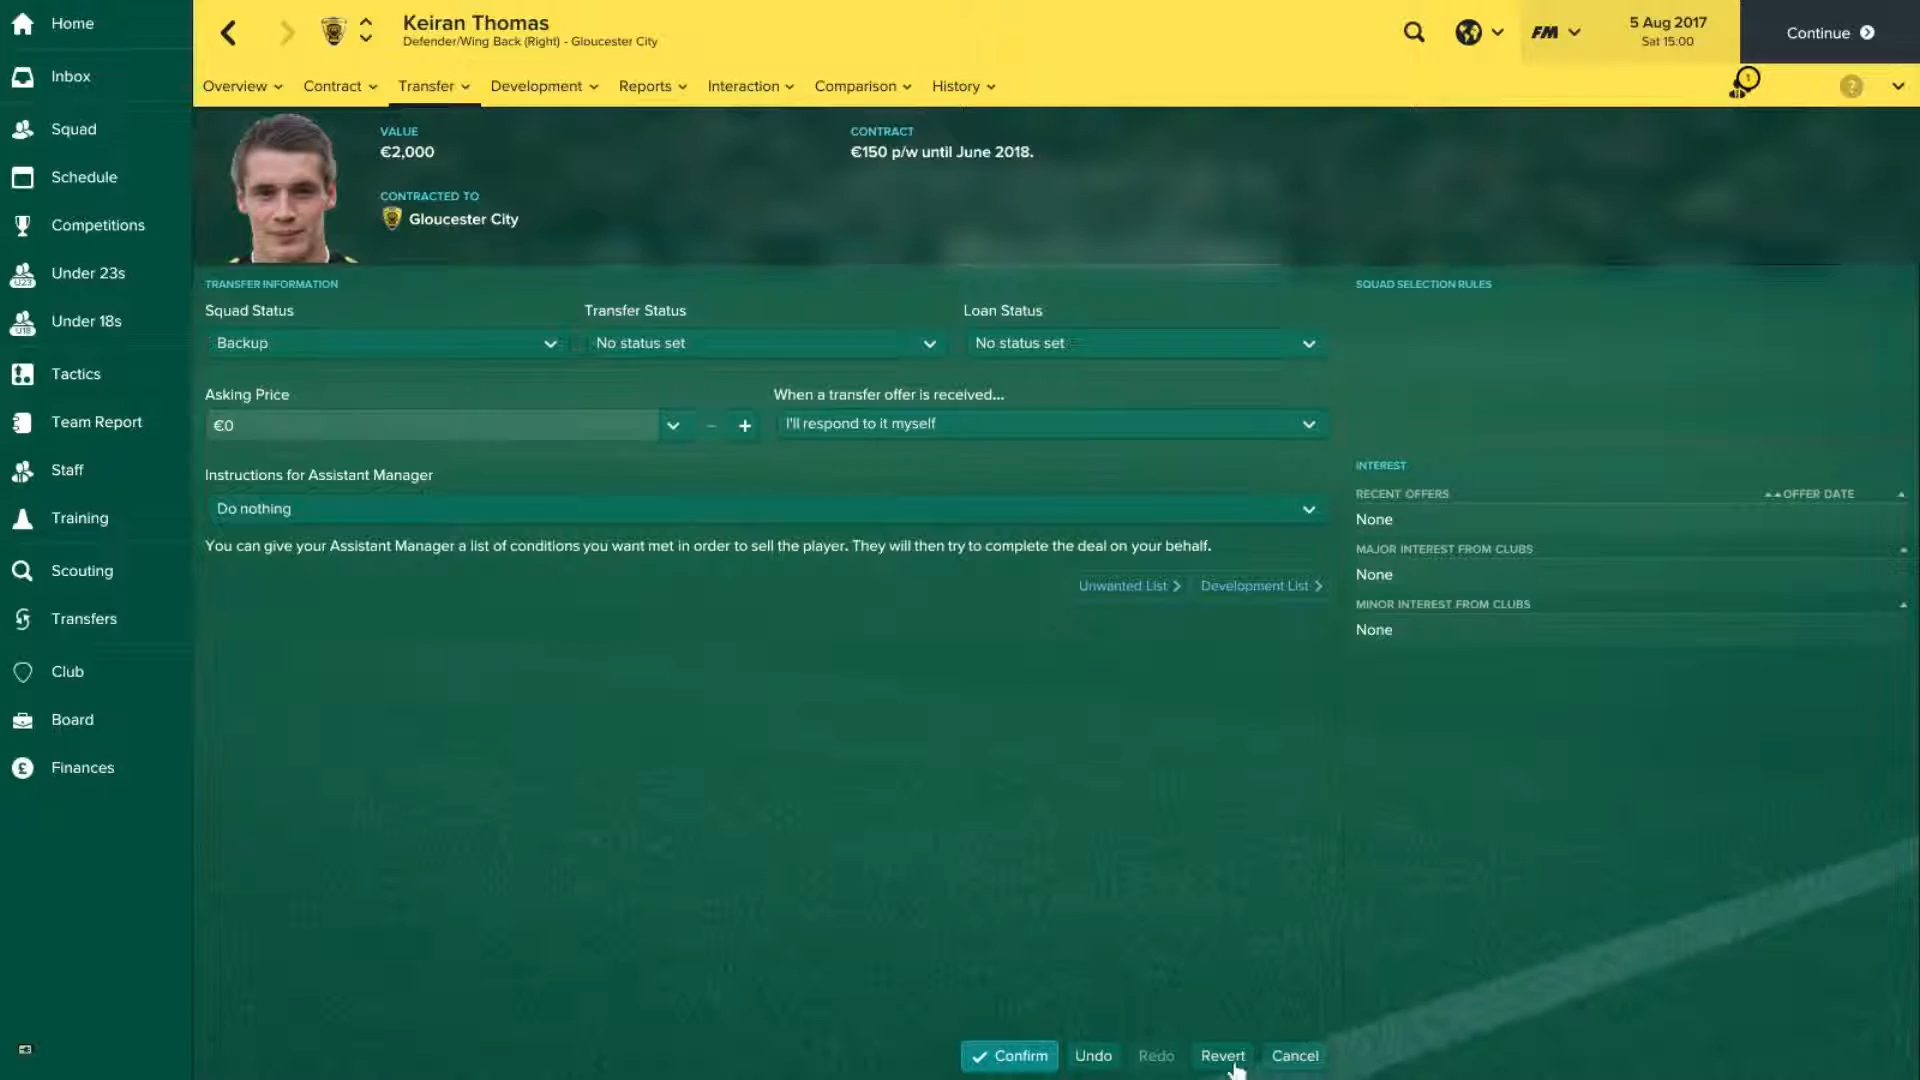 Home
Inbox
Squad
Schedule
Competitions
Under 23s
U23
Under 18s
U18
Tactics
Team Report
Staff
Training
Scouting
Transfers
Club
Board
Finances
Keiran Thomas
Defender/Wing Back (Right) - Gloucester City
FM
5 Aug 2017
Sat 15:00
Continue
Overview Contract Transfer Development Reports Interaction Comparison History
1
?
VALUE
€2,000
CONTRACTED TO
Gloucester City
CONTRACT
€150 p/w until June 2018.
TRANSFER INFORMATION
Squad Status Transfer Status Loan Status
Backup No status set No status set
Asking Price When a transfer offer is received...
€0 - + I'll respond to it myself
Instructions for Assistant Manager
Do nothing
You can give your Assistant Manager a list of conditions you want met in order to sell the player. They will then try to complete the deal on your behalf.
Unwanted List > Development List >
SQUAD SELECTION RULES
INTEREST
RECENT OFFERS OFFER DATE
None
MAJOR INTEREST FROM CLUBS
None
MINOR INTEREST FROM CLUBS
None
Confirm Undo Redo Revert Cancel